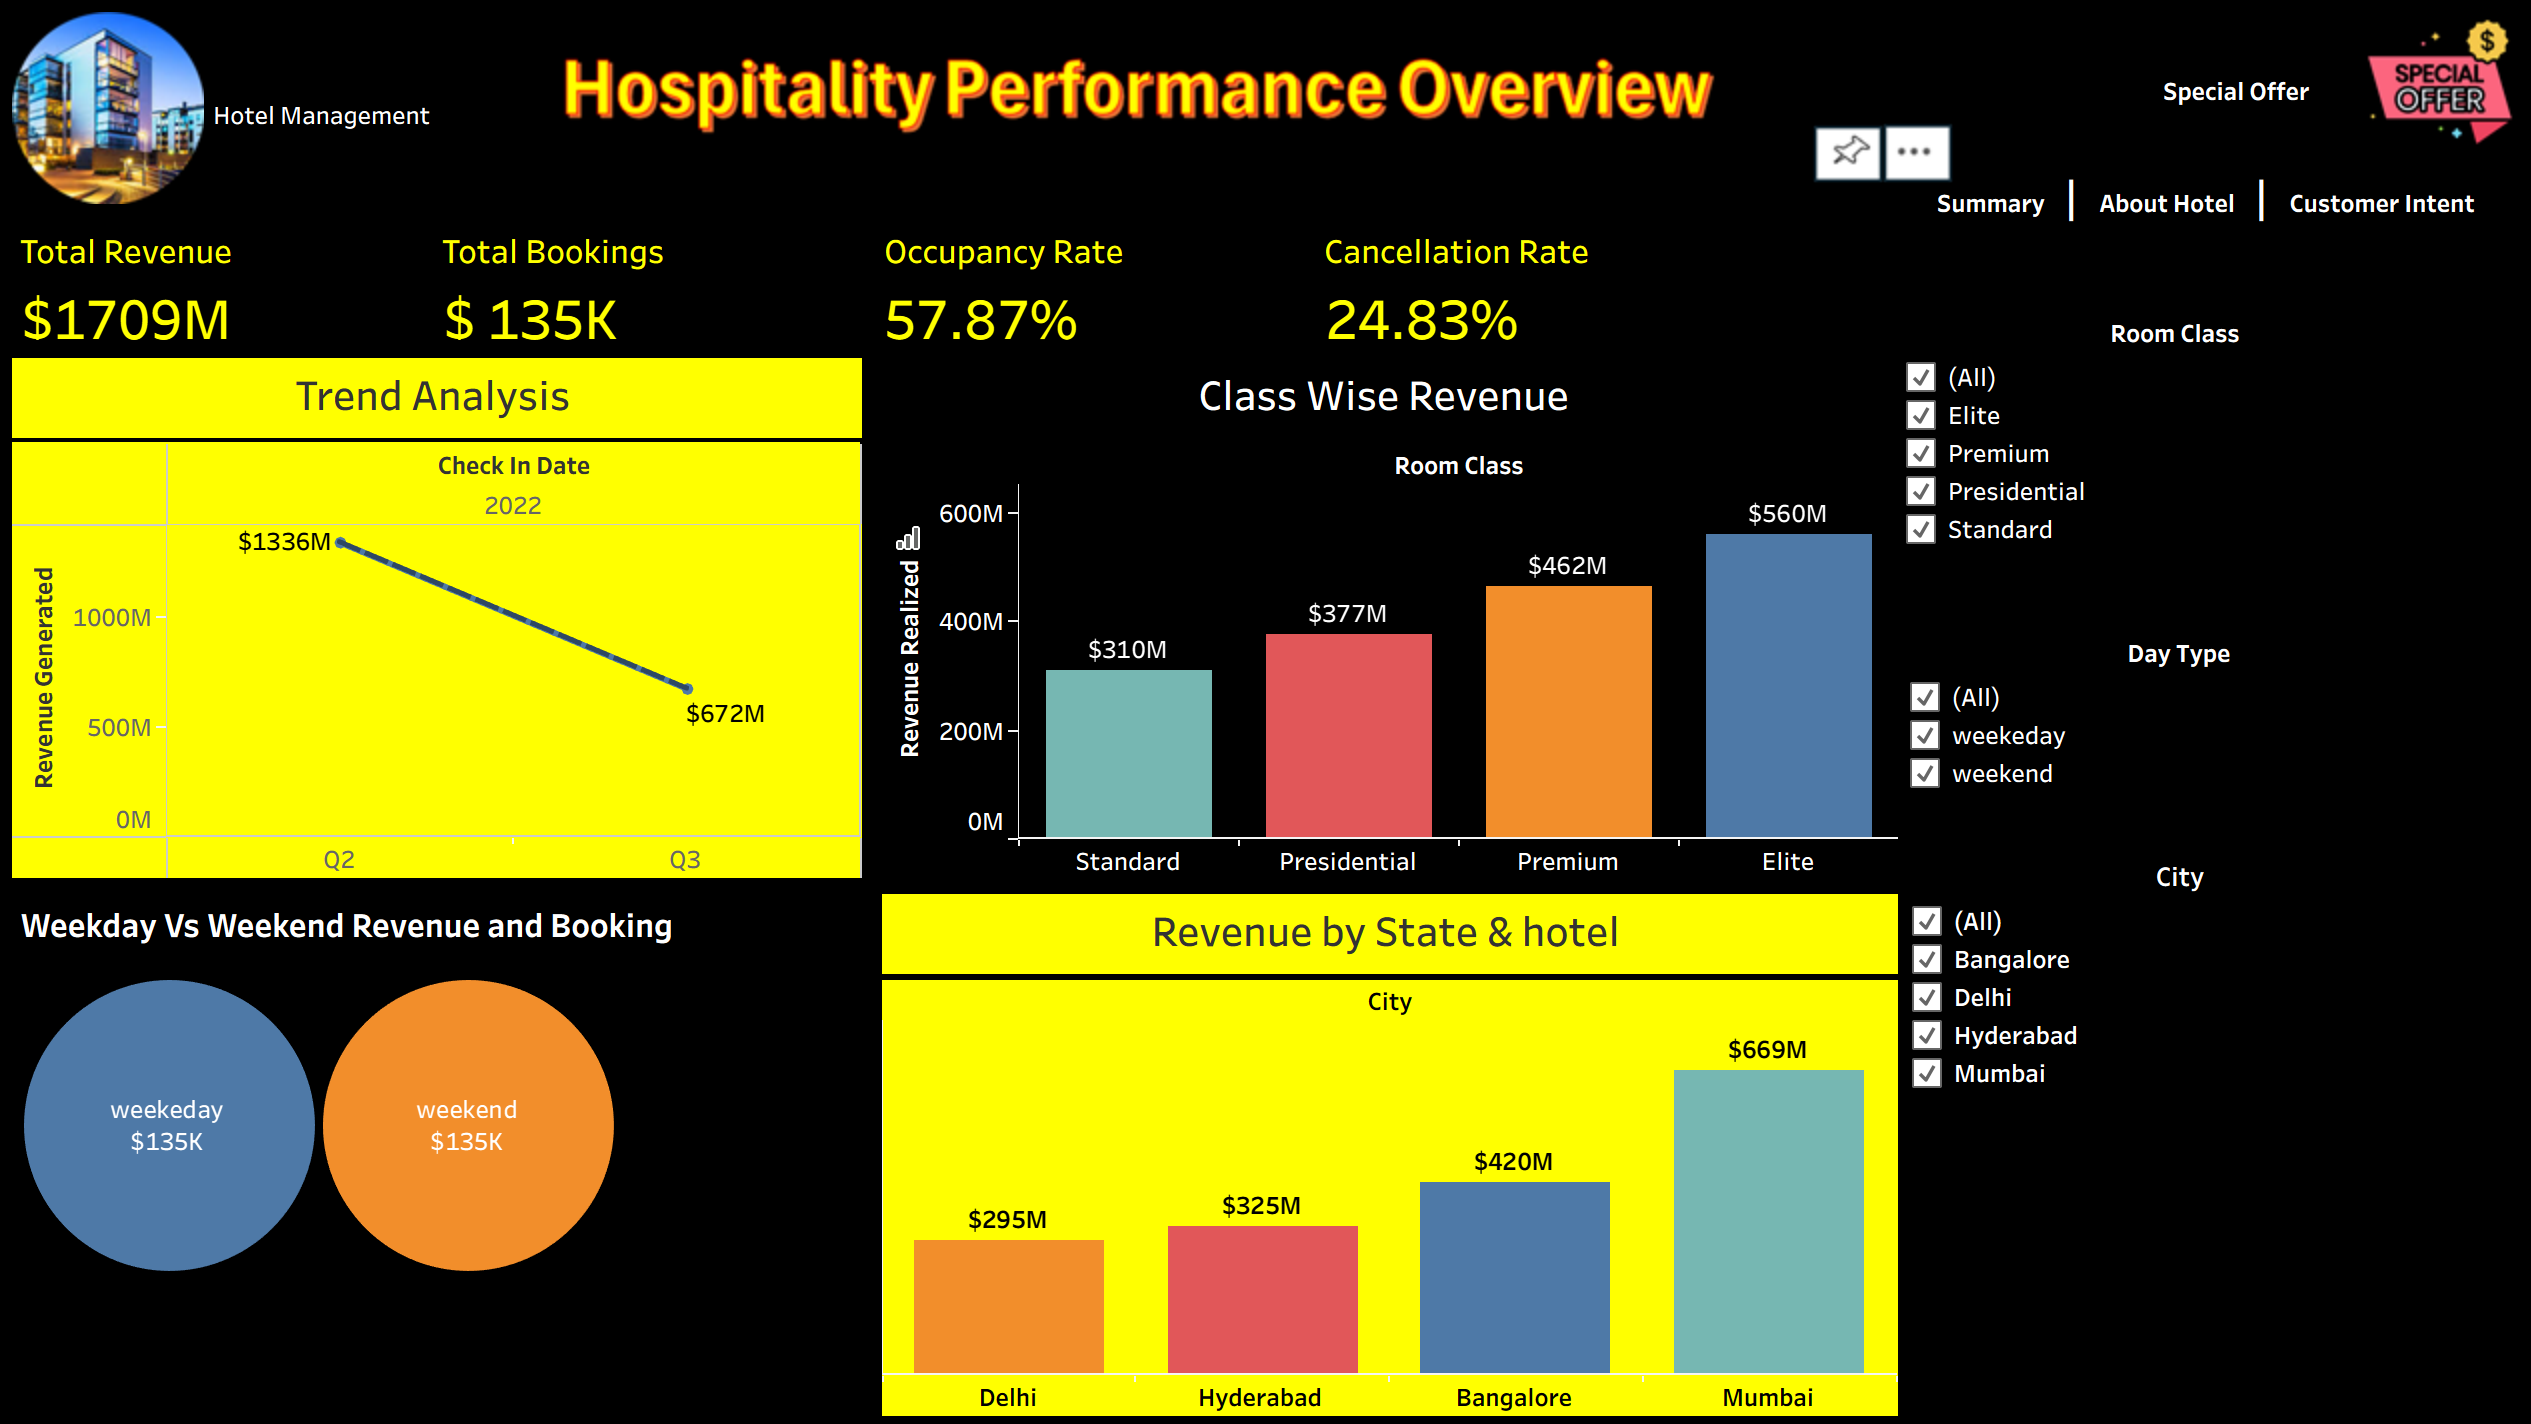 Hotel Management
Hospitality Performance Overview
Special Offer
SPECIAL
OFFER
$
Summary | About Hotel | Customer Intent
Total Revenue
$1709M
Total Bookings
$ 135K
Occupancy Rate
57.87%
Cancellation Rate
24.83%
Trend Analysis
Check In Date
2022
Revenue Generated
1000M
500M
0M
$1336M
$672M
Q2
Q3
Class Wise Revenue
Room Class
Revenue Realized
600M
400M
200M
0M
$310M
$377M
$462M
$560M
Standard
Presidential
Premium
Elite
Room Class
(All)
Elite
Premium
Presidential
Standard
Day Type
(All)
weekeday
weekend
City
(All)
Bangalore
Delhi
Hyderabad
Mumbai
Weekday Vs Weekend Revenue and Booking
weekeday
$135K
weekend
$135K
Revenue by State & hotel
City
$295M
$325M
$420M
$669M
Delhi
Hyderabad
Bangalore
Mumbai